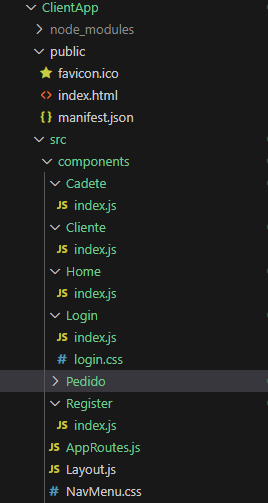 ClientApp
node_modules
public
favicon.ico
<> index.html
{} manifest.json
src
components
Cadete
JS index.js
Cliente
JS index.js
Home
JS index.js
Login
JS index.js
# login.css
Pedido
Register
JS index.js
JS AppRoutes.js
JS Layout.js
# NavMenu.css